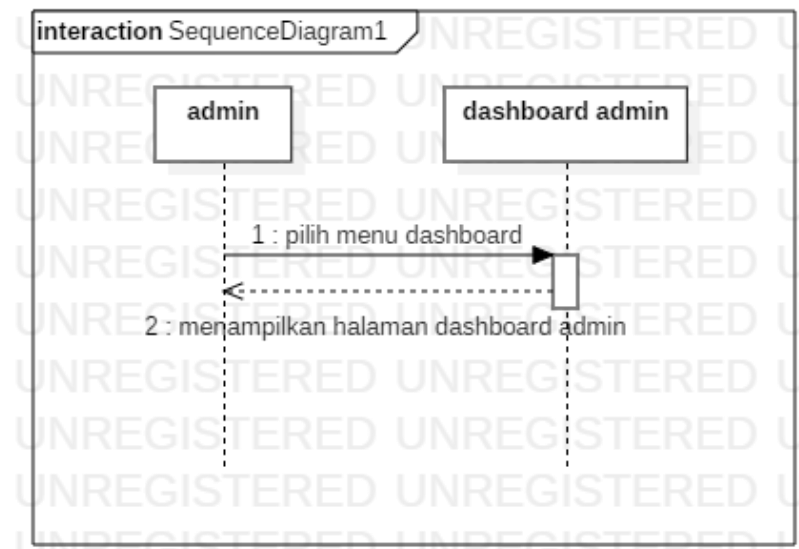 interaction SequenceDiagram1
admin
dashboard admin
1 : pilih menu dashboard
2 : menampilkan halaman dashboard admin
UNREGISTERED